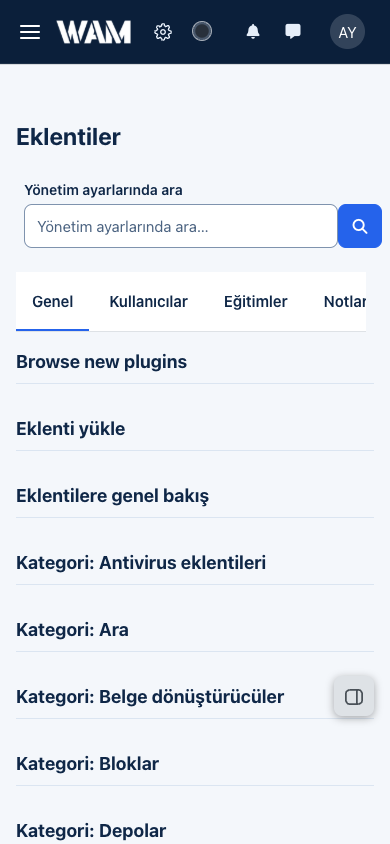 WAM
AY
Eklentiler
Yönetim ayarlarında ara
Yönetim ayarlarında ara...
Genel
Kullanıcılar
Eğitimler
Notlar
Browse new plugins
Eklenti yükle
Eklentilere genel bakış
Kategori: Antivirus eklentileri
Kategori: Ara
Kategori: Belge dönüştürücüler
Kategori: Bloklar
Kategori: Depolar